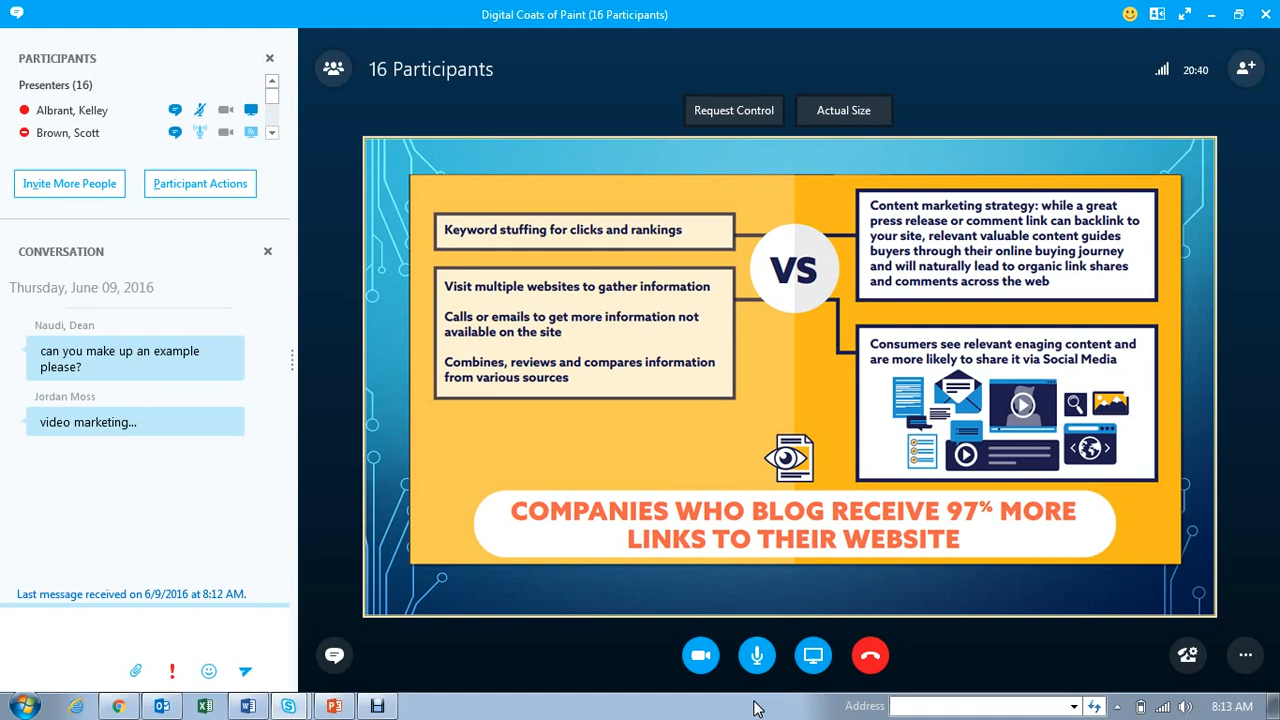 Digital Coats of Paint (16 Participants)
PARTICIPANTS
Presenters (16)
Albrant, Kelley
Brown, Scott
Invite More People
Participant Actions
CONVERSATION
Thursday, June 09, 2016
Naudi, Dean
can you make up an example
please?
Jordan Moss
video marketing...
Last message received on 6/9/2016 at 8:12 AM.
16 Participants
20:40
Request Control
Actual Size
Keyword stuffing for clicks and rankings
Visit multiple websites to gather information
Calls or emails to get more information not
available on the site
Combines, reviews and compares information
from various sources
VS
Content marketing strategy: while a great
press release or comment link can backlink to
your site, relevant valuable content guides
buyers through their online buying journey
and will naturally lead to organic link shares
and comments across the web
Consumers see relevant enaging content and
are more likely to share it via Social Media
COMPANIES WHO BLOG RECEIVE 97% MORE
LINKS TO THEIR WEBSITE
Address
8:13 AM